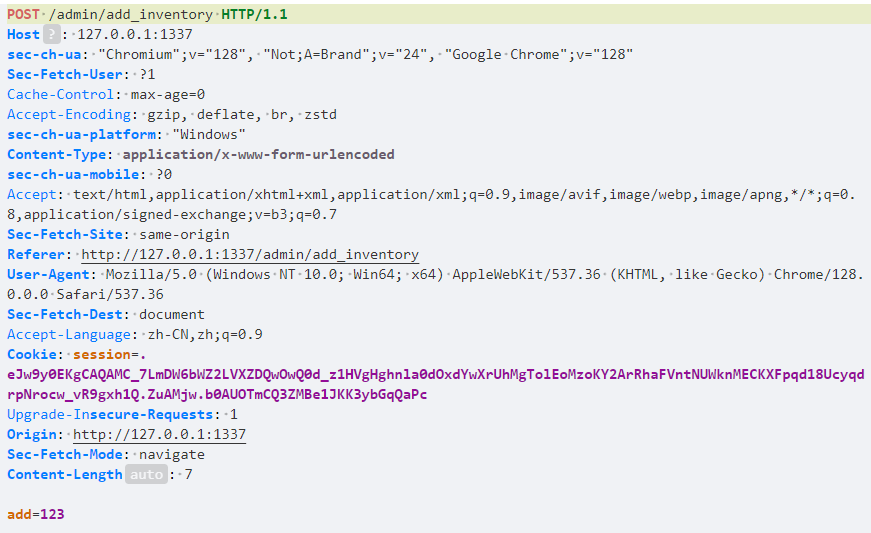 POST /admin/add_inventory HTTP/1.1
Host ? : 127.0.0.1:1337
sec-ch-ua: "Chromium";v="128", "Not;A=Brand";v="24", "Google Chrome";v="128"
Sec-Fetch-User: ?1
Cache-Control: max-age=0
Accept-Encoding: gzip, deflate, br, zstd
sec-ch-ua-platform: "Windows"
Content-Type: application/x-www-form-urlencoded
sec-ch-ua-mobile: ?0
Accept: text/html,application/xhtml+xml,application/xml;q=0.9,image/avif,image/webp,image/apng,*/*;q=0.
8,application/signed-exchange;v=b3;q=0.7
Sec-Fetch-Site: same-origin
Referer: http://127.0.0.1:1337/admin/add_inventory
User-Agent: Mozilla/5.0 (Windows NT 10.0; Win64; x64) AppleWebKit/537.36 (KHTML, like Gecko) Chrome/128.
0.0.0 Safari/537.36
Sec-Fetch-Dest: document
Accept-Language: zh-CN,zh;q=0.9
Cookie: session=.
eJw9y0EKgCAQAMC_7LmDW6bWZ2LVXZDQwOwQ0d_z1HVgHghnla0dOxdYwXrUhMgTolEoMzoKY2ArRhaFVntNUWknMECKXFpqd18Ucyqd
rpNrocw_vR9gxh1Q.ZuAMjw.b0AUOTmCQ3ZMBe1JKK3ybGqQaPc
Upgrade-Insecure-Requests: 1
Origin: http://127.0.0.1:1337
Sec-Fetch-Mode: navigate
Content-Length auto : 7
add=123